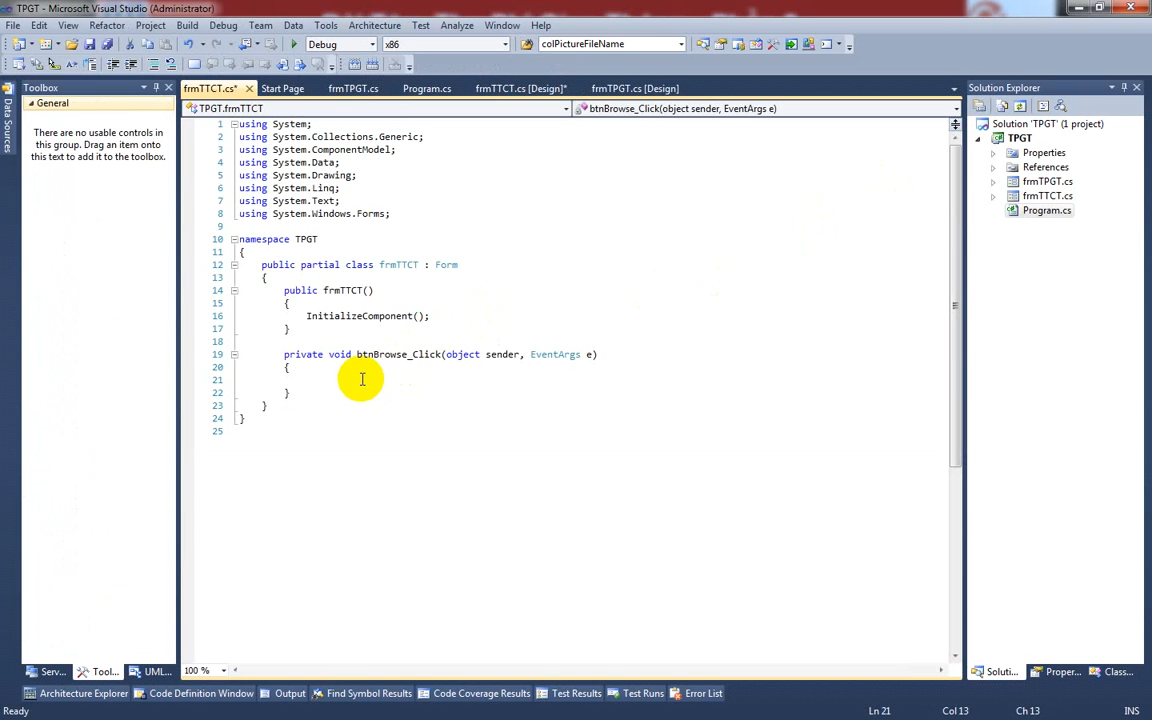 TPGT - Microsoft Visual Studio (Administrator)
File Edit View Refactor Project Build Debug Team Data Tools Architecture Test Analyze Window Help
Debug x86 colPictureFileName
Toolbox
frmTTCT.cs* Start Page frmTPGT.cs Program.cs frmTTCT.cs [Design]* frmTPGT.cs [Design]
Solution Explorer
Data Sources
General
There are no usable controls in
this group. Drag an item onto
this text to add it to the toolbox.
TPGT.frmTTCT btnBrowse_Click(object sender, EventArgs e)
1 using System;
2 using System.Collections.Generic;
3 using System.ComponentModel;
4 using System.Data;
5 using System.Drawing;
6 using System.Linq;
7 using System.Text;
8 using System.Windows.Forms;
9
10 namespace TPGT
11 {
12 public partial class frmTTCT : Form
13 {
14 public frmTTCT()
15 {
16 InitializeComponent();
17 }
18
19 private void btnBrowse_Click(object sender, EventArgs e)
20 {
21
22 }
23 }
24 }
25
Solution 'TPGT' (1 project)
TPGT
Properties
References
frmTPGT.cs
frmTTCT.cs
Program.cs
100 %
Serv... Tool... UML...
Soluti... Proper... Class...
Architecture Explorer Code Definition Window Output Find Symbol Results Code Coverage Results Test Results Test Runs Error List
Ready Ln 21 Col 13 Ch 13 INS